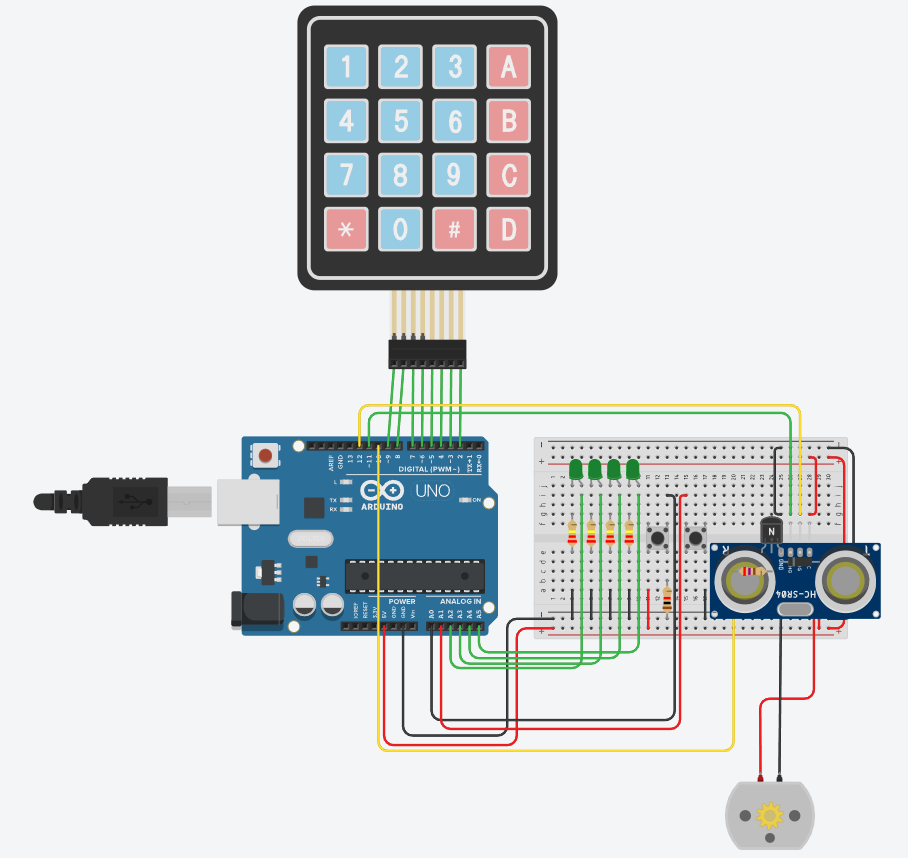 1 2 3 A
4 5 6 B
7 8 9 C
* 0 # D
AREF
GND
13
12
~11
~9
8
7
~6
~5
4
~3
2
TX→1
RX←0
DIGITAL (PWM~)
L
TX
RX
UNO
ARDUINO
ON
IOREF
RESET
3.3V
5V
GND
GND
Vin
POWER
ANALOG IN
A0
A1
A2
A3
A4
A5
N
GND
HC-SR04